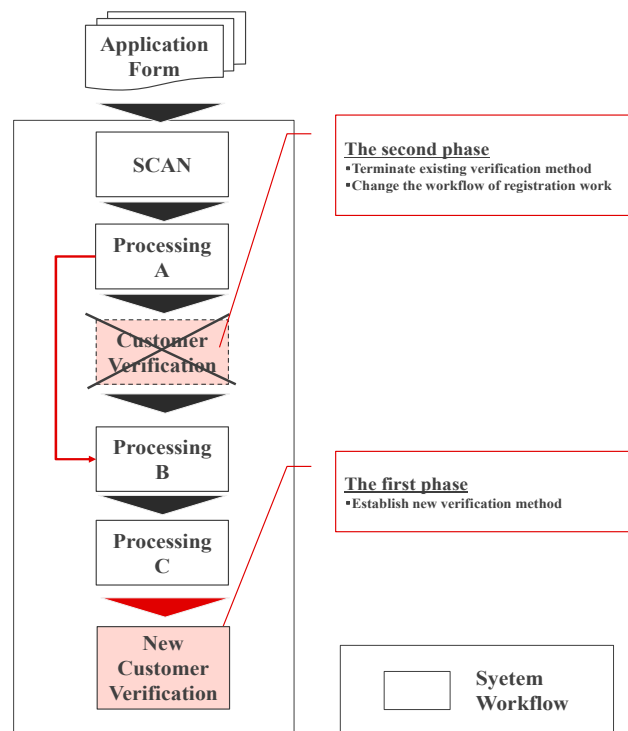 Application
Form
SCAN
Processing
A
Customer
Verification
Processing
B
Processing
C
New
Customer
Verification
The second phase
▪Terminate existing verification method
▪Change the workflow of registration work
The first phase
▪Establish new verification method
Syetem
Workflow